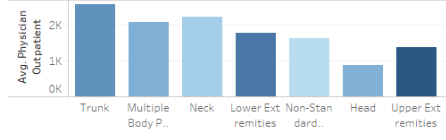 Avg. Physician
Outpatient
2K
1K
0K
Trunk
Multiple
Body P..
Neck
Lower Ext
remities
Non-Stan
dard..
Head
Upper Ext
remities